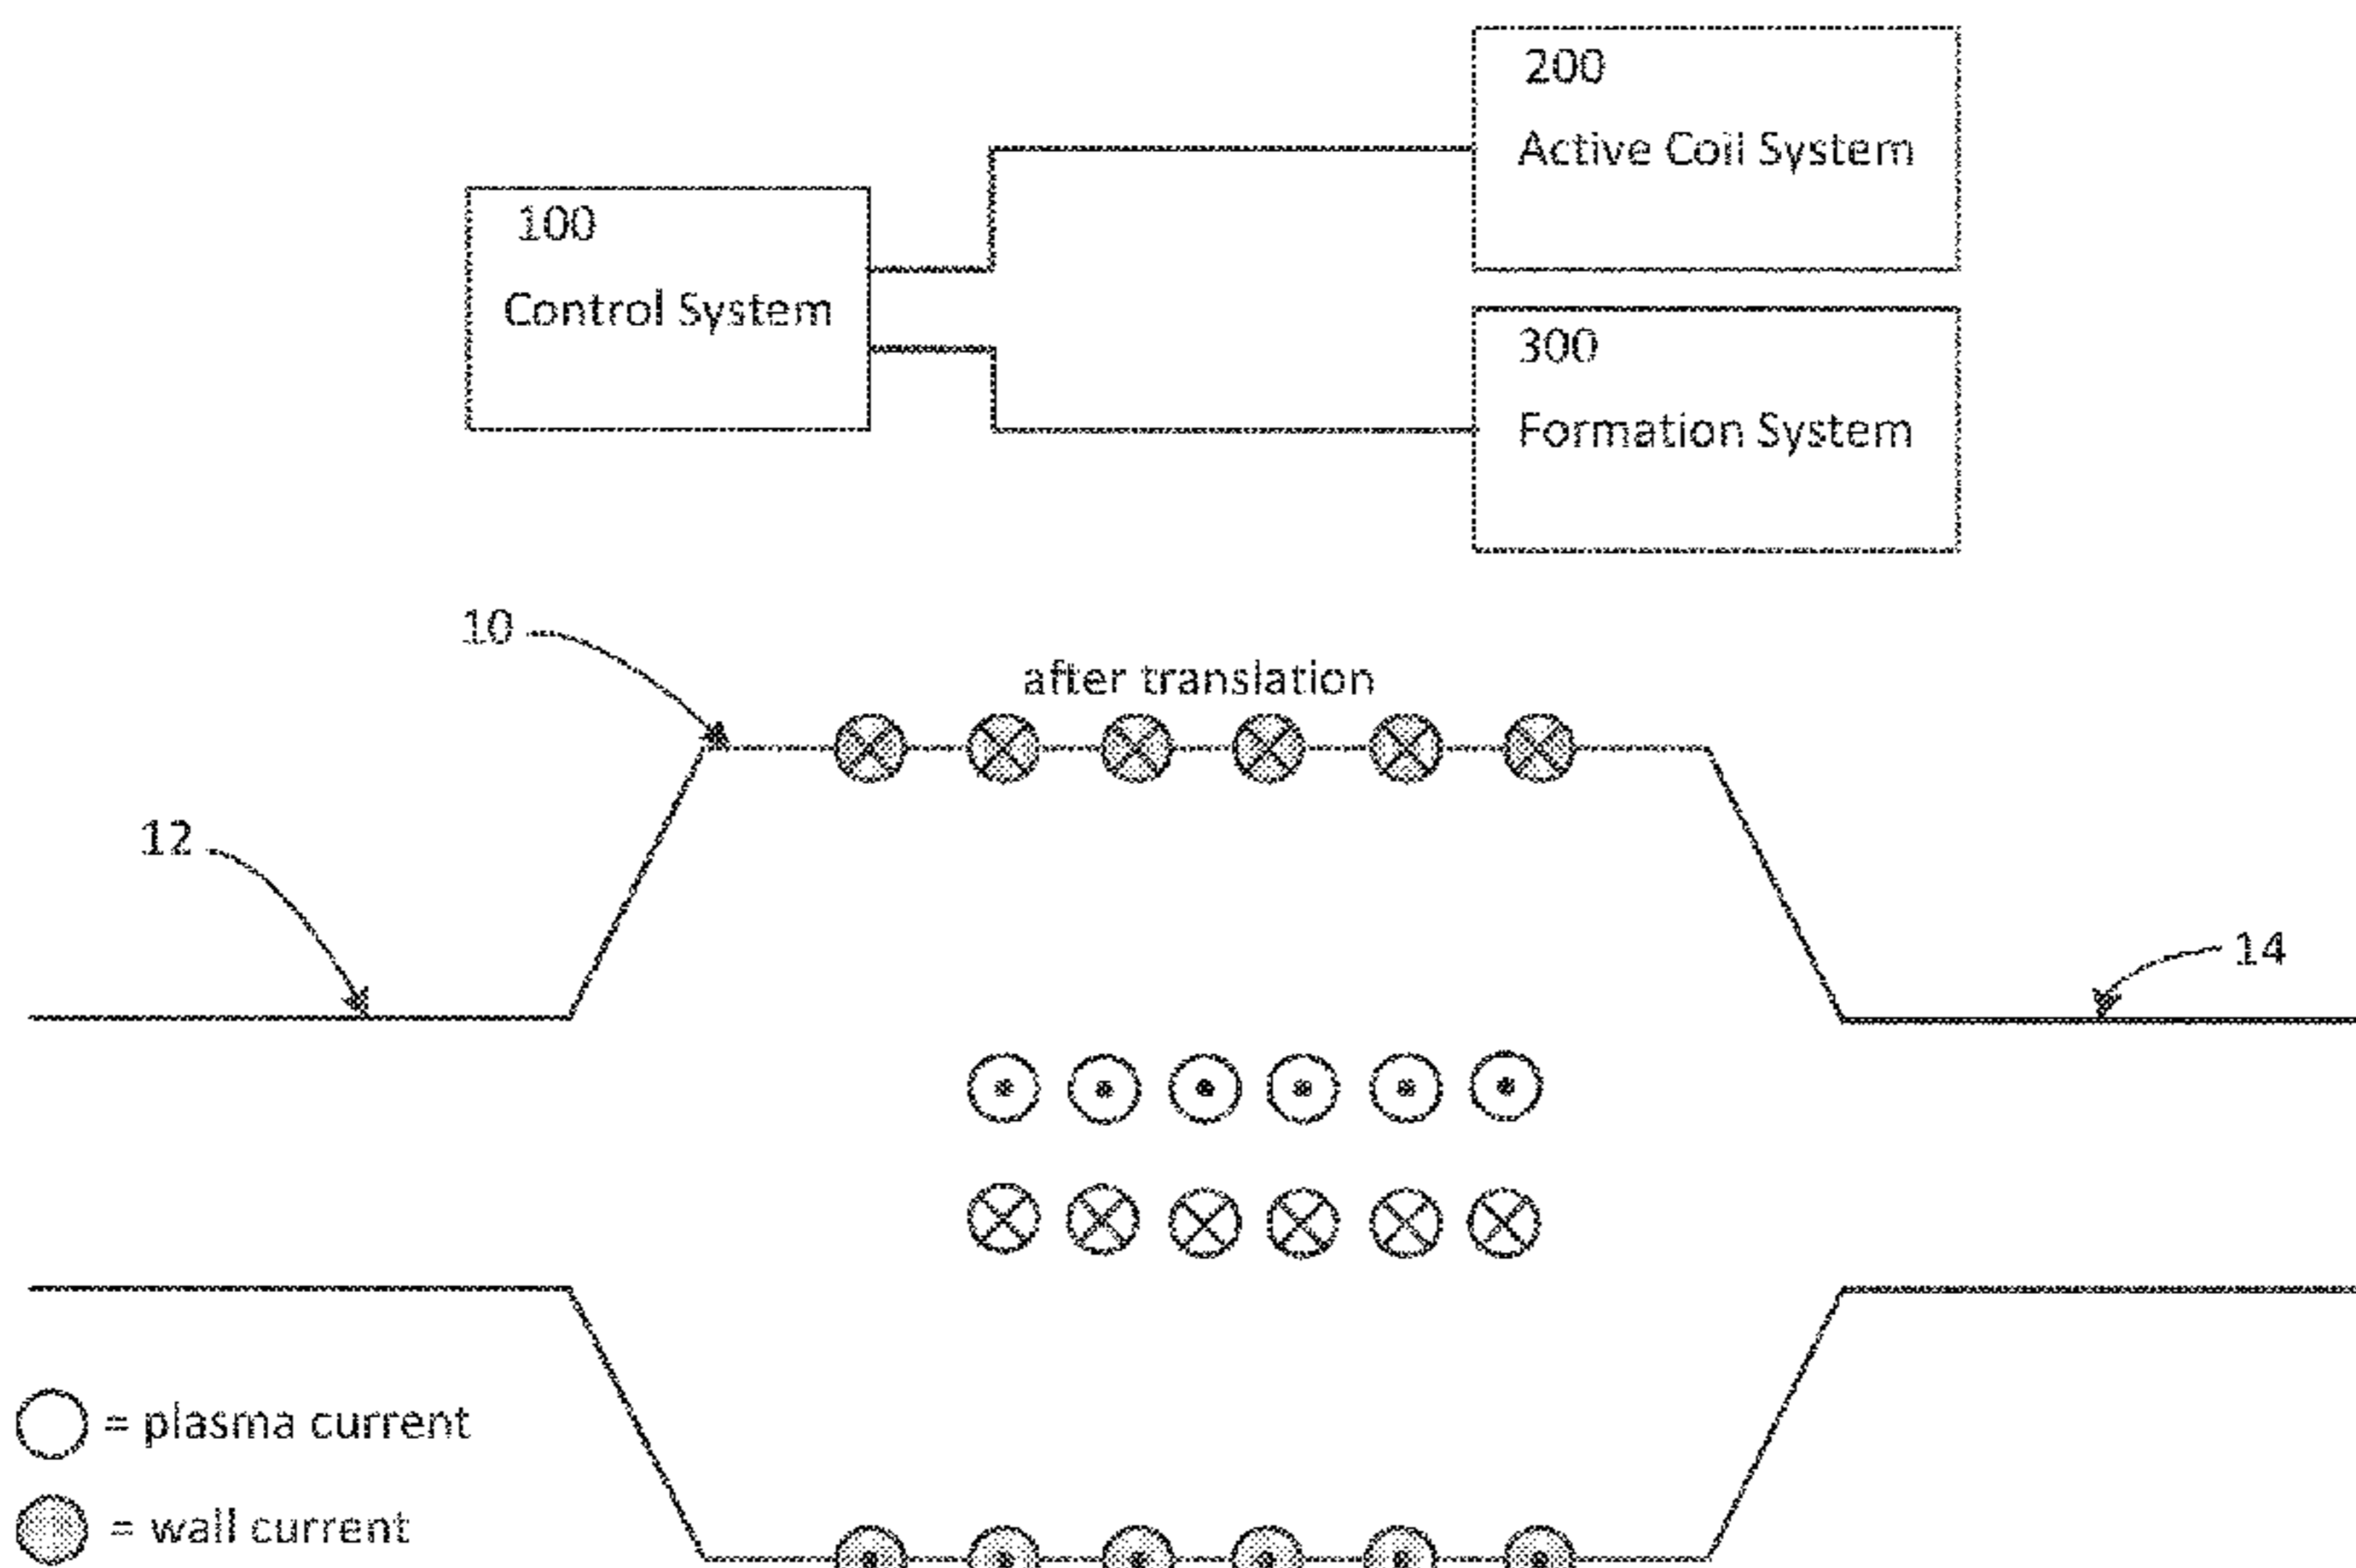 200
Active Coil System
100
Control System
300
Formation System
10
after translation
12
14
= plasma current
= wall current